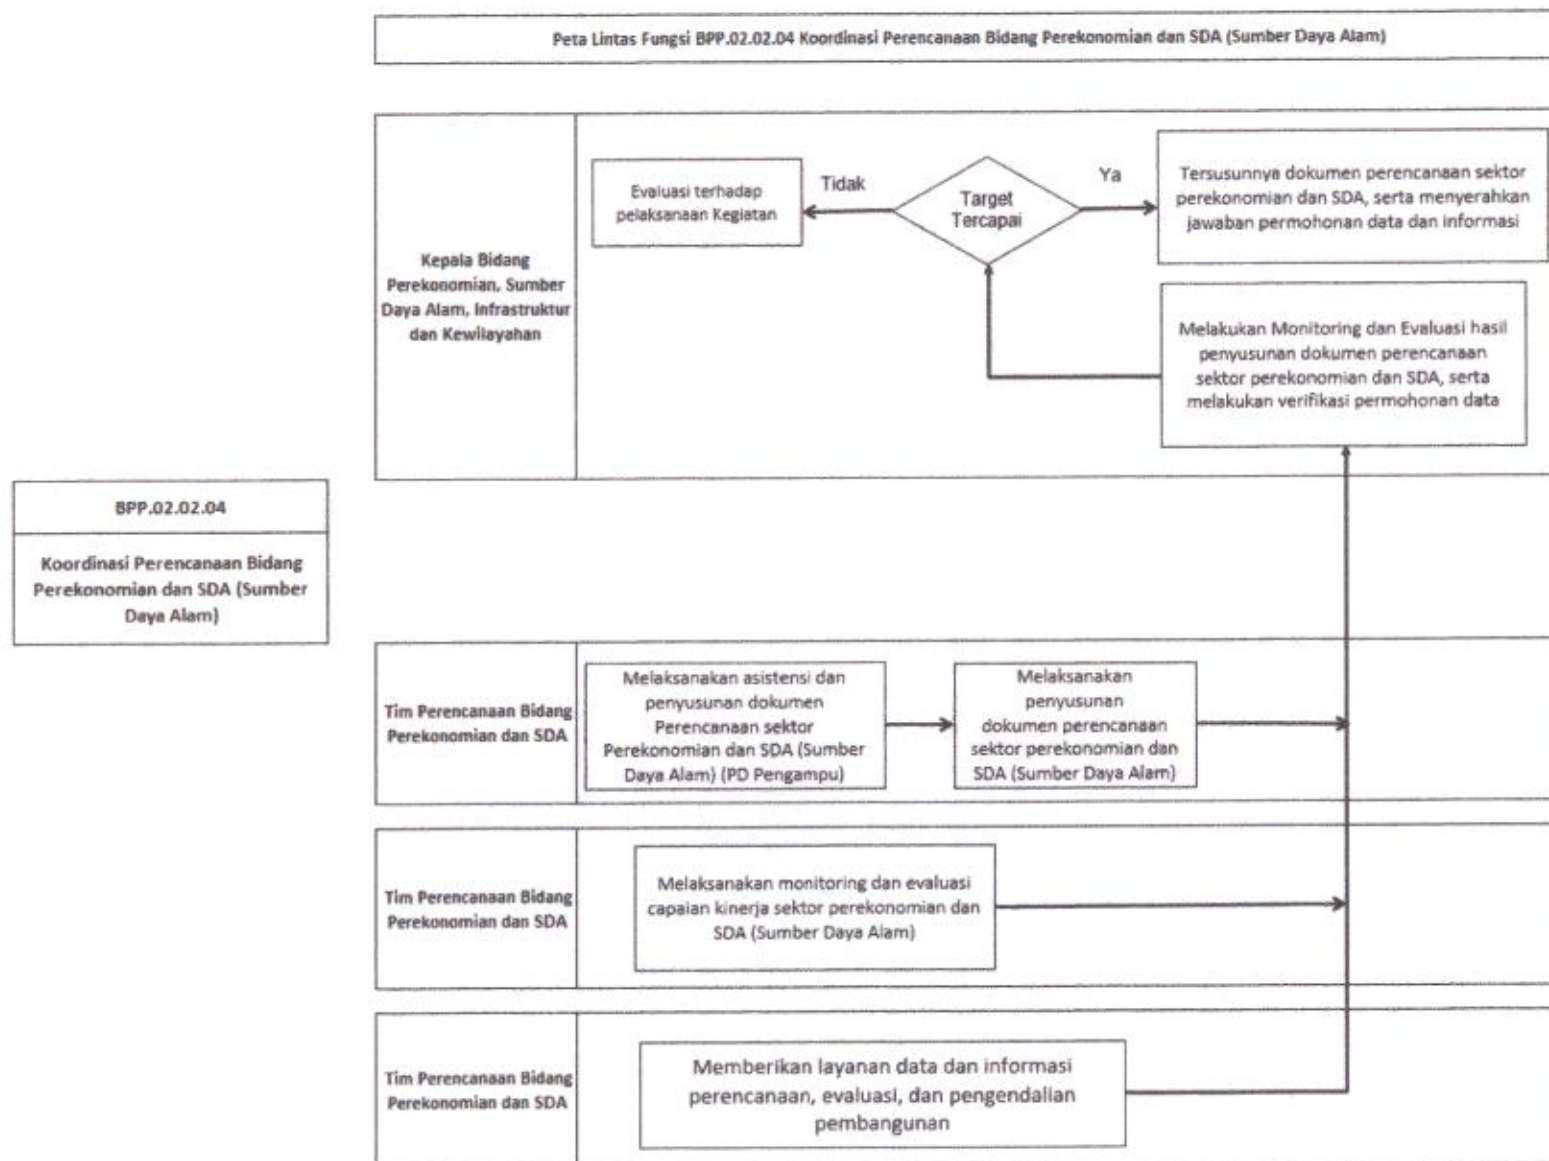 Peta Lintas Fungsi BPP.02.02.04 Koordinasi Perencanaan Bidang Perekonomian dan SDA (Sumber Daya Alam)
Kepala Bidang
Perekonomian, Sumber
Daya Alam, Infrastruktur
dan Kewilayahan
Evaluasi terhadap
pelaksanaan Kegiatan
Tidak
Target
Tercapai
Ya
Tersusunnya dokumen perencanaan sektor
perekonomian dan SDA, serta menyerahkan
jawaban permohonan data dan informasi
Melakukan Monitoring dan Evaluasi hasil
penyusunan dokumen perencanaan
sektor perekonomian dan SDA, serta
melakukan verifikasi permohonan data
BPP.02.02.04
Koordinasi Perencanaan Bidang
Perekonomian dan SDA (Sumber
Daya Alam)
Tim Perencanaan Bidang
Perekonomian dan SDA
Melaksanakan asistensi dan
penyusunan dokumen
Perencanaan sektor
Perekonomian dan SDA (Sumber
Daya Alam) (PD Pengampu)
Melaksanakan
penyusunan
dokumen perencanaan
sektor perekonomian dan
SDA (Sumber Daya Alam)
Tim Perencanaan Bidang
Perekonomian dan SDA
Melaksanakan monitoring dan evaluasi
capaian kinerja sektor perekonomian dan
SDA (Sumber Daya Alam)
Tim Perencanaan Bidang
Perekonomian dan SDA
Memberikan layanan data dan informasi
perencanaan, evaluasi, dan pengendalian
pembangunan